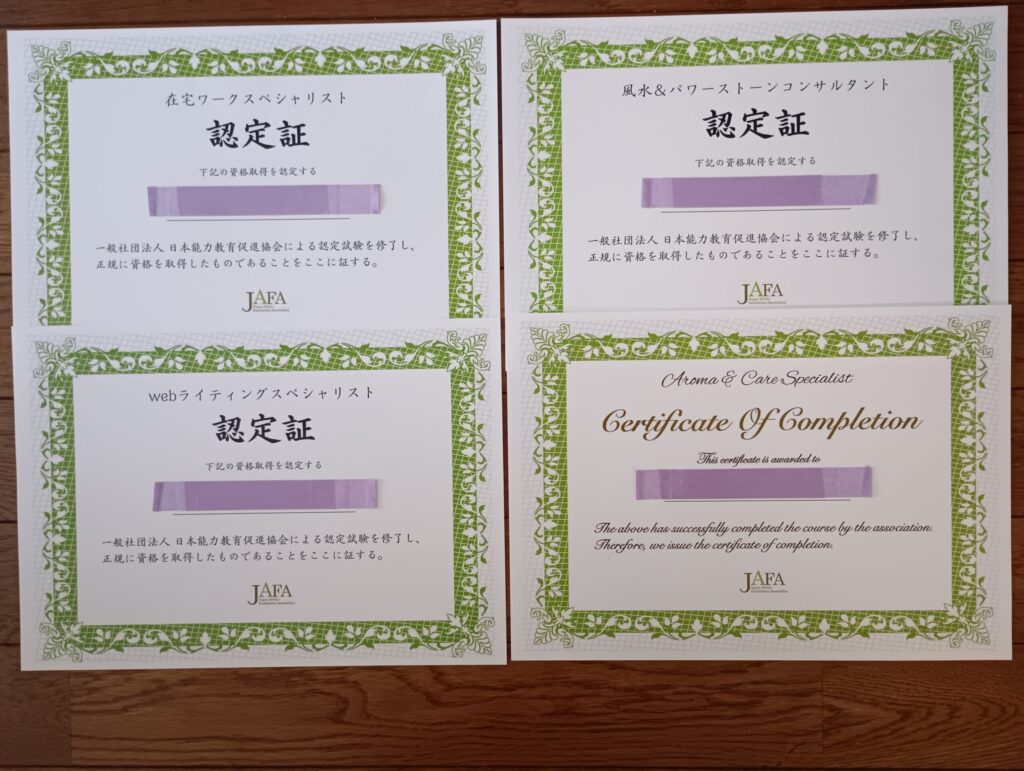 在宅ワークスペシャリスト
認定証
下記の資格取得を認定する
一般社団法人 日本能力教育促進協会による認定試験を修了し、
正規に資格を取得したものであることをここに証する。
JAFA
風水&パワーストーンコンサルタント
認定証
下記の資格取得を認定する
一般社団法人 日本能力教育促進協会による認定試験を修了し、
正規に資格を取得したものであることをここに証する。
JAFA
webライティングスペシャリスト
認定証
下記の資格取得を認定する
一般社団法人 日本能力教育促進協会による認定試験を修了し、
正規に資格を取得したものであることをここに証する。
JAFA
Aroma & Care Specialist
Certificate Of Completion
This certificate is awarded to
The above has successfully completed the course by the association.
Therefore, we issue the certificate of completion.
JAFA